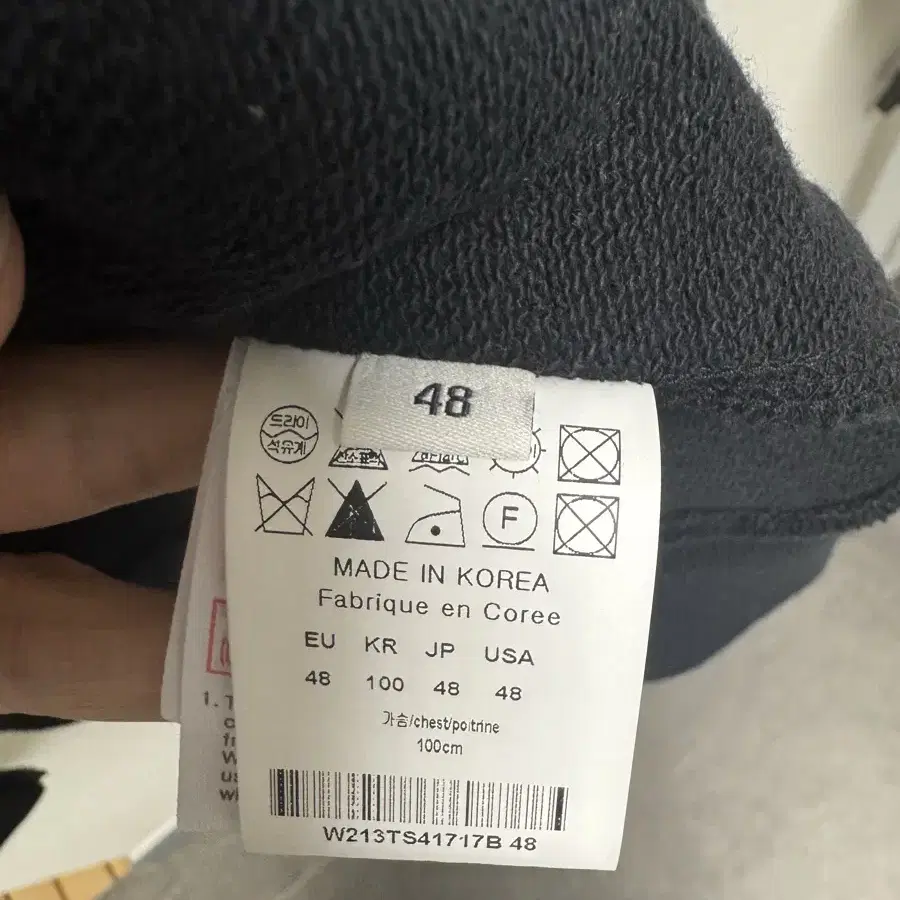 48
드라이
석유계
F
MADE IN KOREA
Fabrique en Coree
EU KR JP USA
48 100 48 48
가슴/chest/poitrine
100cm
W213TS41717B 48
1.